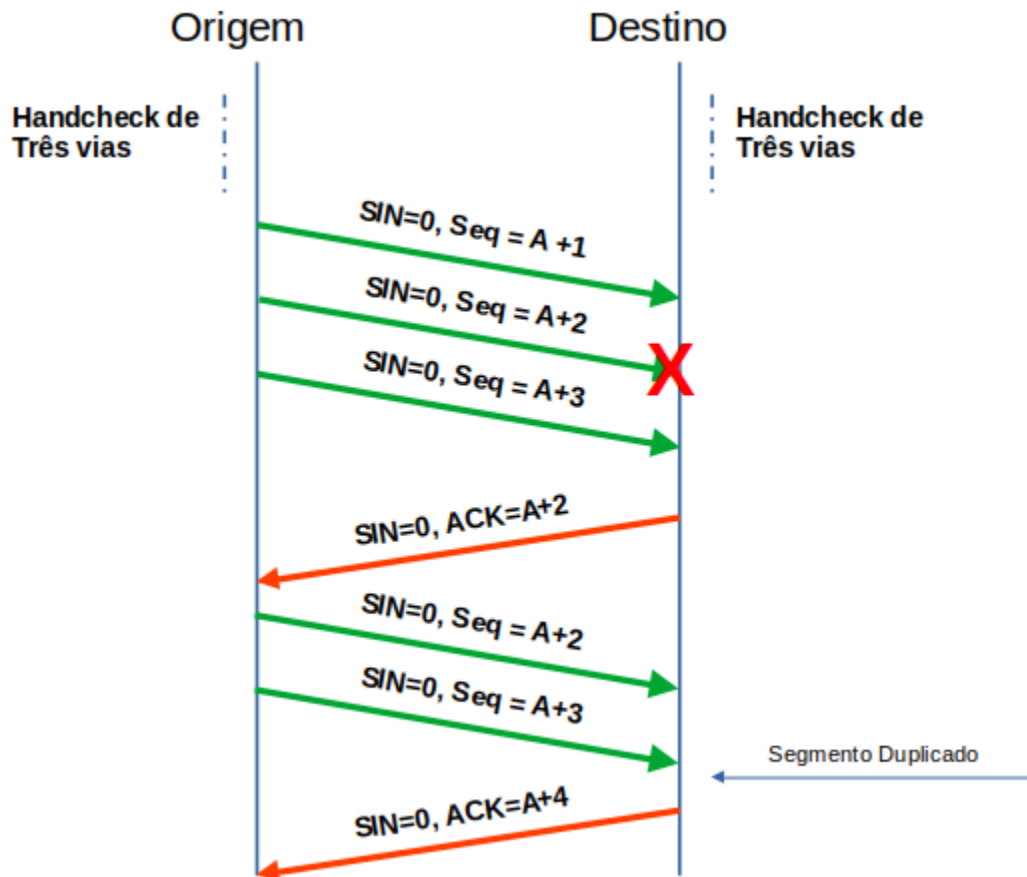 Origem
Destino
Handcheck de
Três vias
Handcheck de
Três vias
SIN=0, Seq = A +1
SIN=0, Seq = A+2
X
SIN=0, Seq = A+3
SIN=0, ACK=A+2
SIN=0, Seq = A+2
SIN=0, Seq = A+3
Segmento Duplicado
SIN=0, ACK=A+4